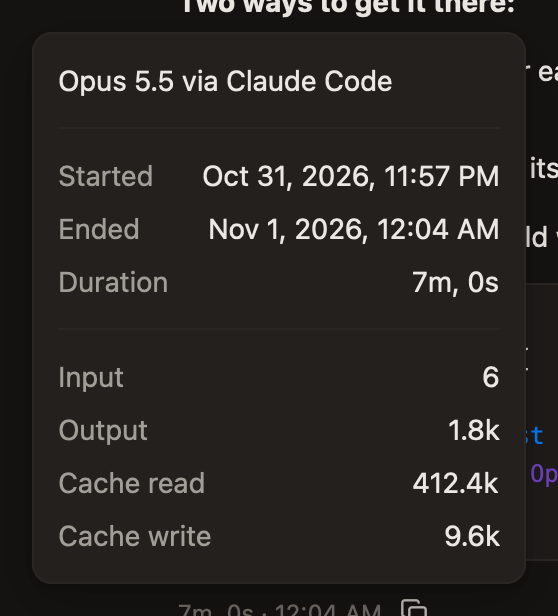 Two ways to get it there:
Opus 5.5 via Claude Code
Started Oct 31, 2026, 11:57 PM
Ended Nov 1, 2026, 12:04 AM
Duration 7m, 0s
Input 6
Output 1.8k
Cache read 412.4k
Cache write 9.6k
its
7m, 0s · 12:04 AM